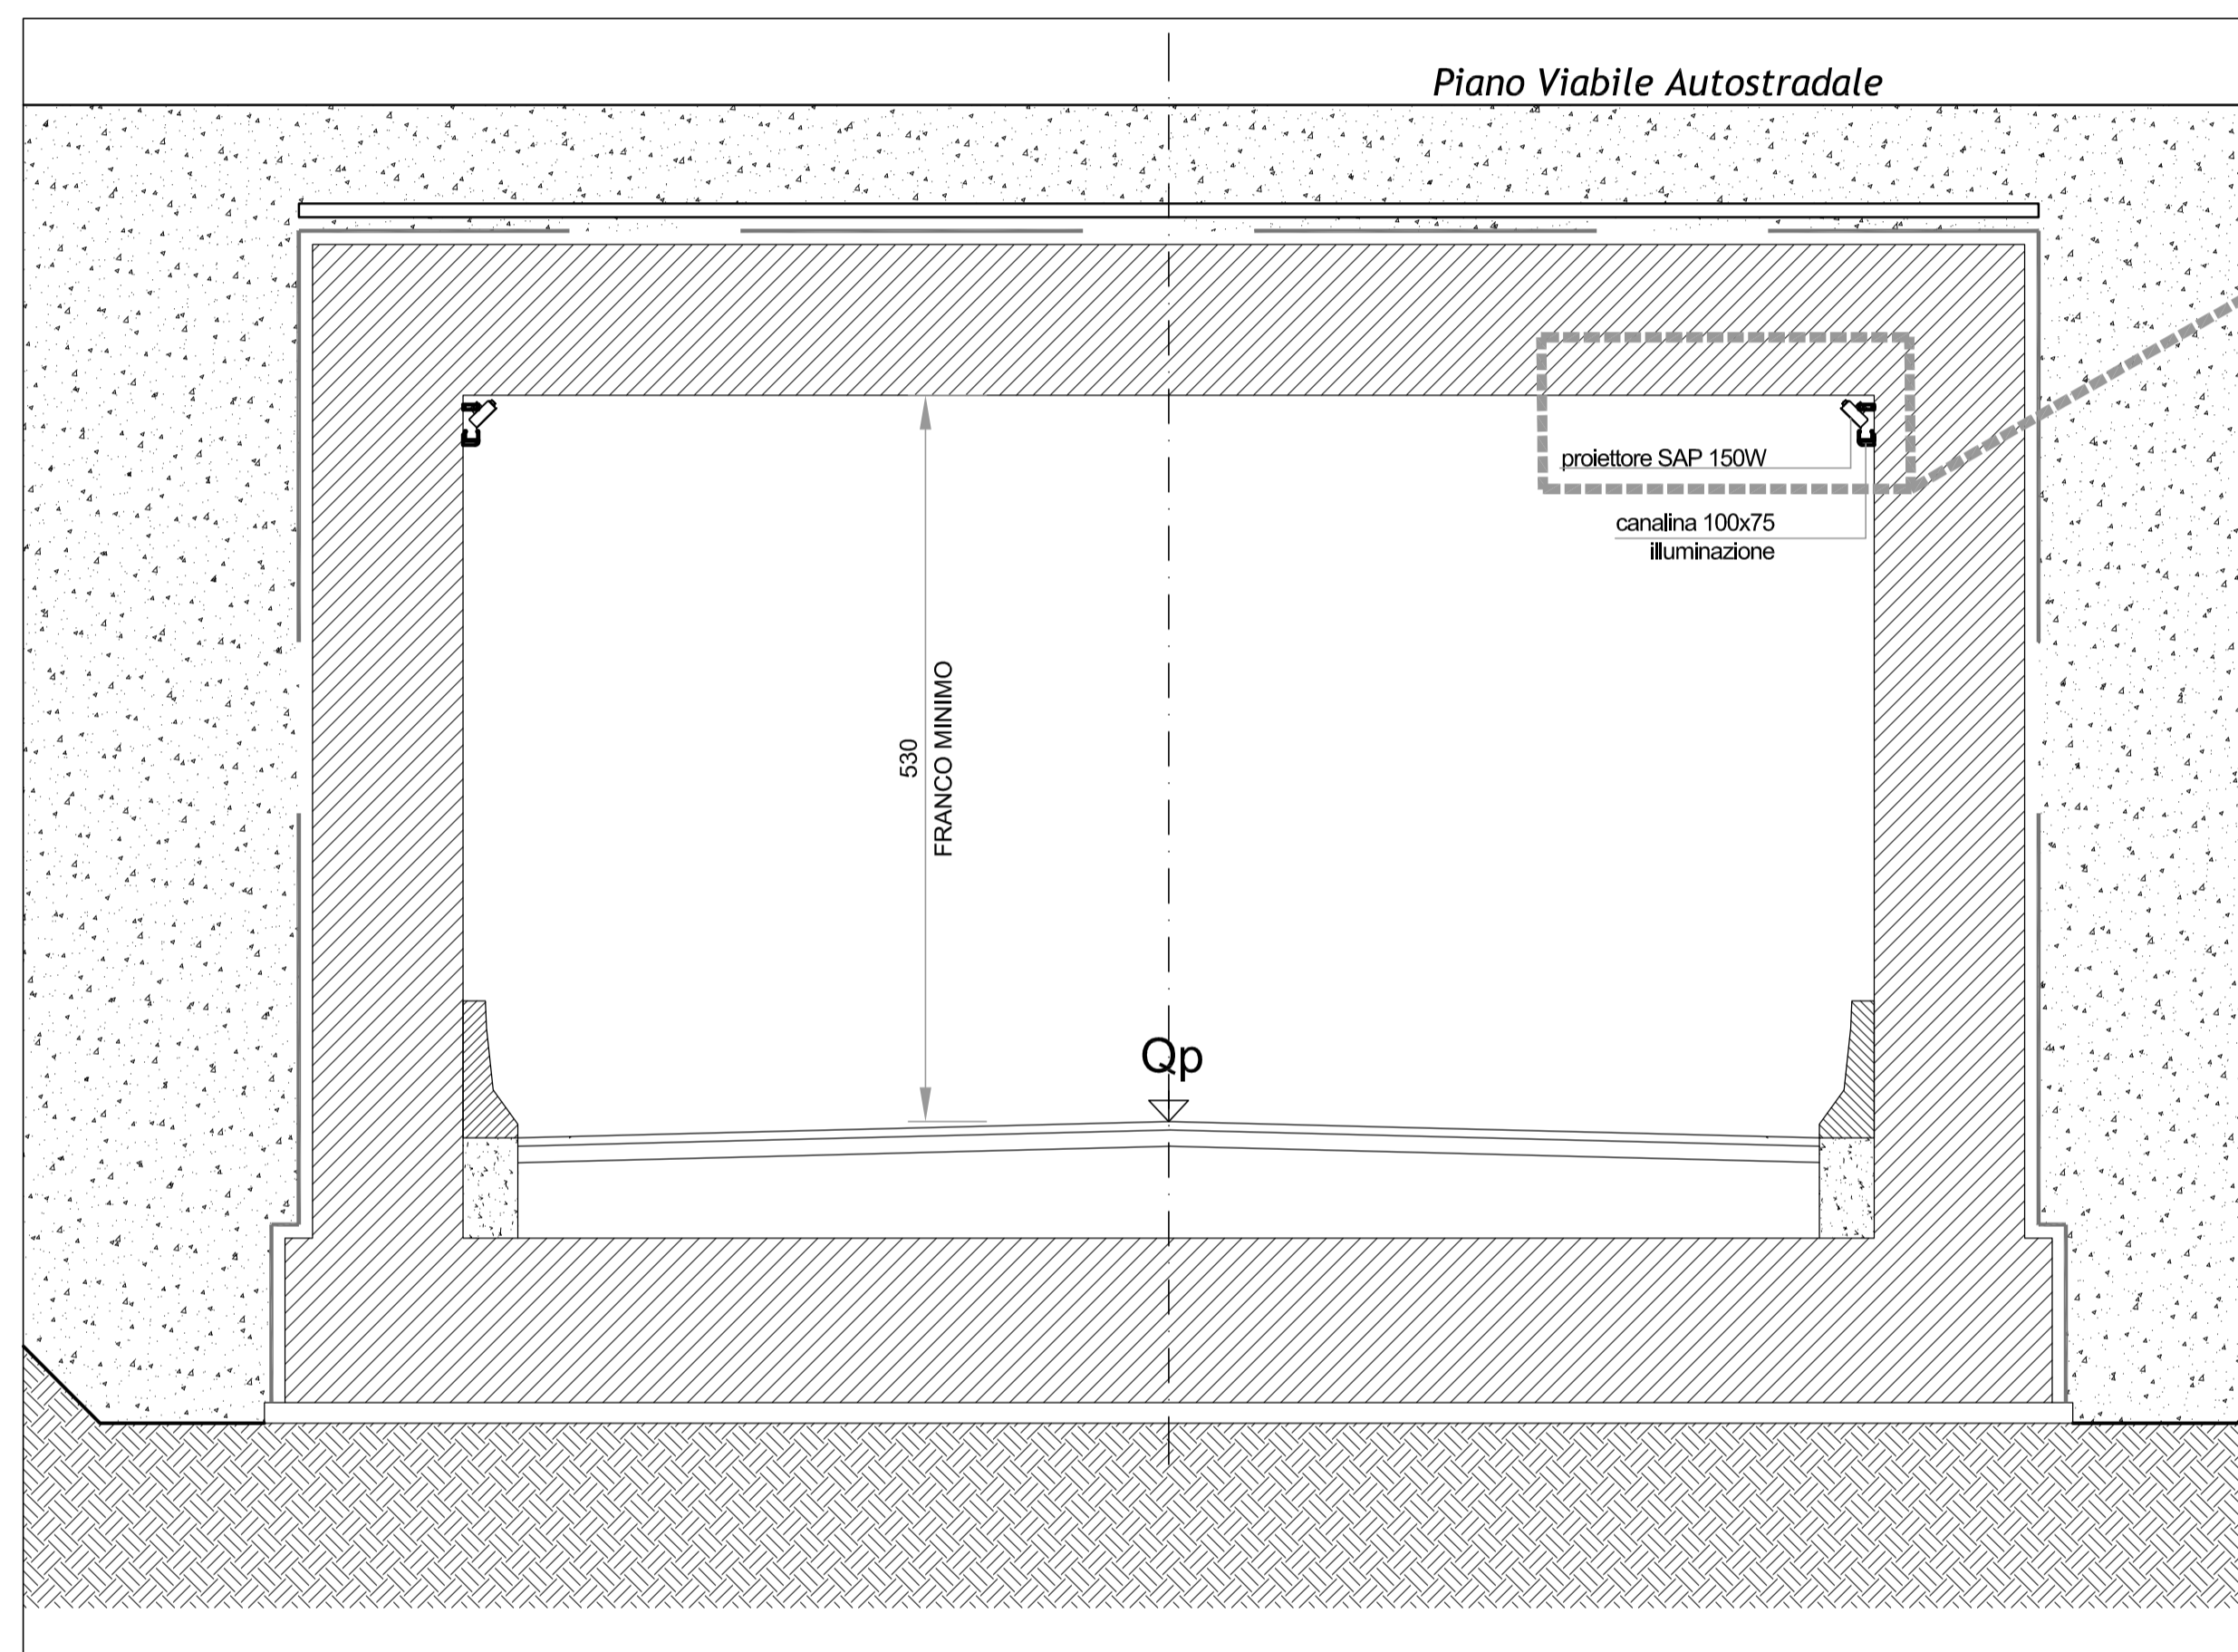 Piano Viabile Autostradale
proiettore SAP 150W
canalina 100x75
illuminazione
530
FRANCO MINIMO
Qp